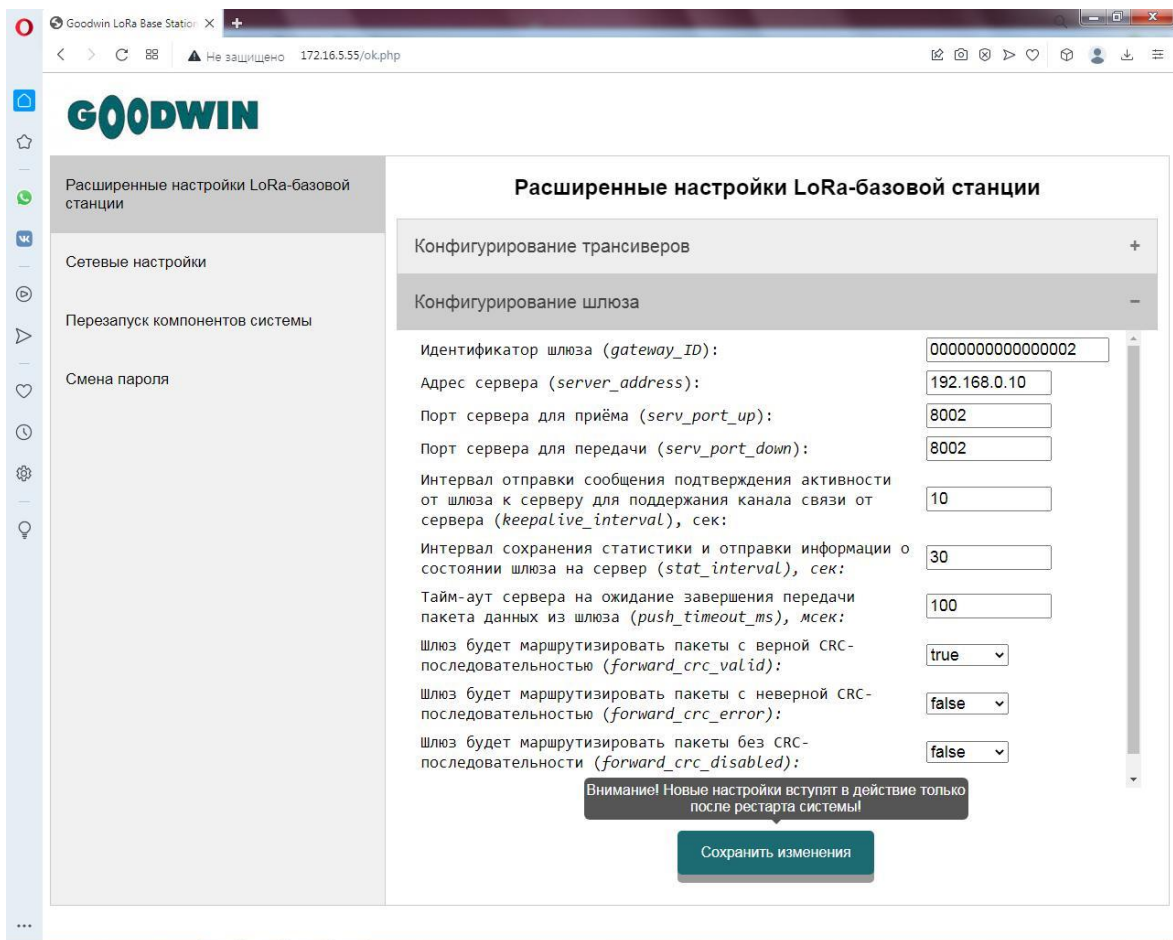 Goodwin LoRa Base Station
Не защищено 172.16.5.55/ok.php
GOODWIN
Расширенные настройки LoRa-базовой
станции
Сетевые настройки
Перезапуск компонентов системы
Смена пароля
Расширенные настройки LoRa-базовой станции
Конфигурирование трансиверов +
Конфигурирование шлюза −
Идентификатор шлюза (gateway_ID): 0000000000000002
Адрес сервера (server_address): 192.168.0.10
Порт сервера для приёма (serv_port_up): 8002
Порт сервера для передачи (serv_port_down): 8002
Интервал отправки сообщения подтверждения активности
от шлюза к серверу для поддержания канала связи от
сервера (keepalive_interval), сек: 10
Интервал сохранения статистики и отправки информации о
состоянии шлюза на сервер (stat_interval), сек: 30
Тайм-аут сервера на ожидание завершения передачи
пакета данных из шлюза (push_timeout_ms), мсек: 100
Шлюз будет маршрутизировать пакеты с верной CRC-
последовательностью (forward_crc_valid): true
Шлюз будет маршрутизировать пакеты с неверной CRC-
последовательностью (forward_crc_error): false
Шлюз будет маршрутизировать пакеты без CRC-
последовательности (forward_crc_disabled): false
Внимание! Новые настройки вступят в действие только
после рестарта системы!
Сохранить изменения